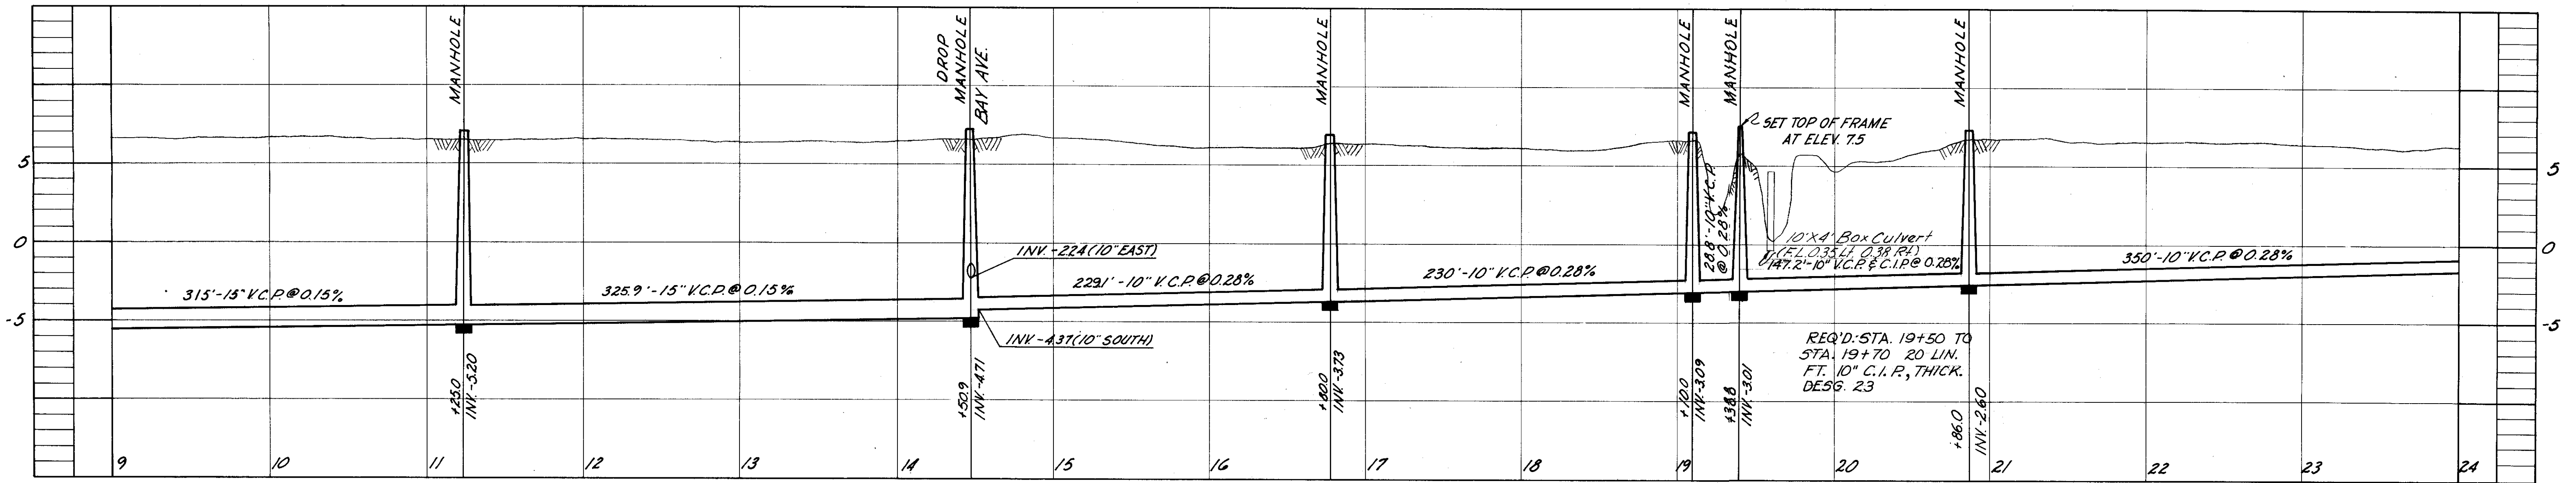 MANHOLE
DROP
MANHOLE
BAY AVE.
MANHOLE
MANHOLE
MANHOLE
MANHOLE
SET TOP OF FRAME
AT ELEV. 7.5
5
5
0
0
-5
-5
315'-15" V.C.P. @ 0.15%
325.9'-15" V.C.P. @ 0.15%
INV. -2.24 (10" EAST)
229.1'-10" V.C.P. @ 0.28%
INV. -4.37 (10" SOUTH)
230'-10" V.C.P. @ 0.28%
28.8'-10" V.C.P.
@ 0.28%
10'X4' Box Culvert
(F.L. 0.35 Lt. 0.38 Rt.)
147.2'-10" V.C.P. & C.I.P. @ 0.28%
350'-10" V.C.P. @ 0.28%
REQ'D: STA. 19+50 TO
STA. 19+70 20 LIN.
FT. 10" C.I.P., THICK.
DESG. 23
+25.0
INV. -5.20
+50.9
INV. -4.71
+80.0
INV. -3.73
+10.0
INV. -3.09
+38.8
INV. -3.01
+86.0
INV. -2.60
9 10 11 12 13 14 15 16 17 18 19 20 21 22 23 24